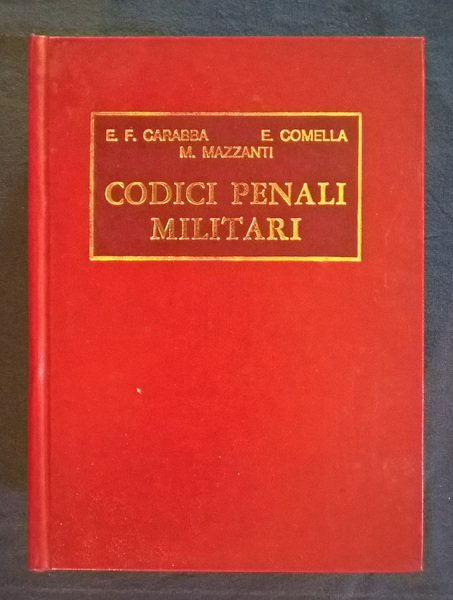 E. F. CARABBA E. COMELLA
M. MAZZANTI
CODICI PENALI
MILITARI